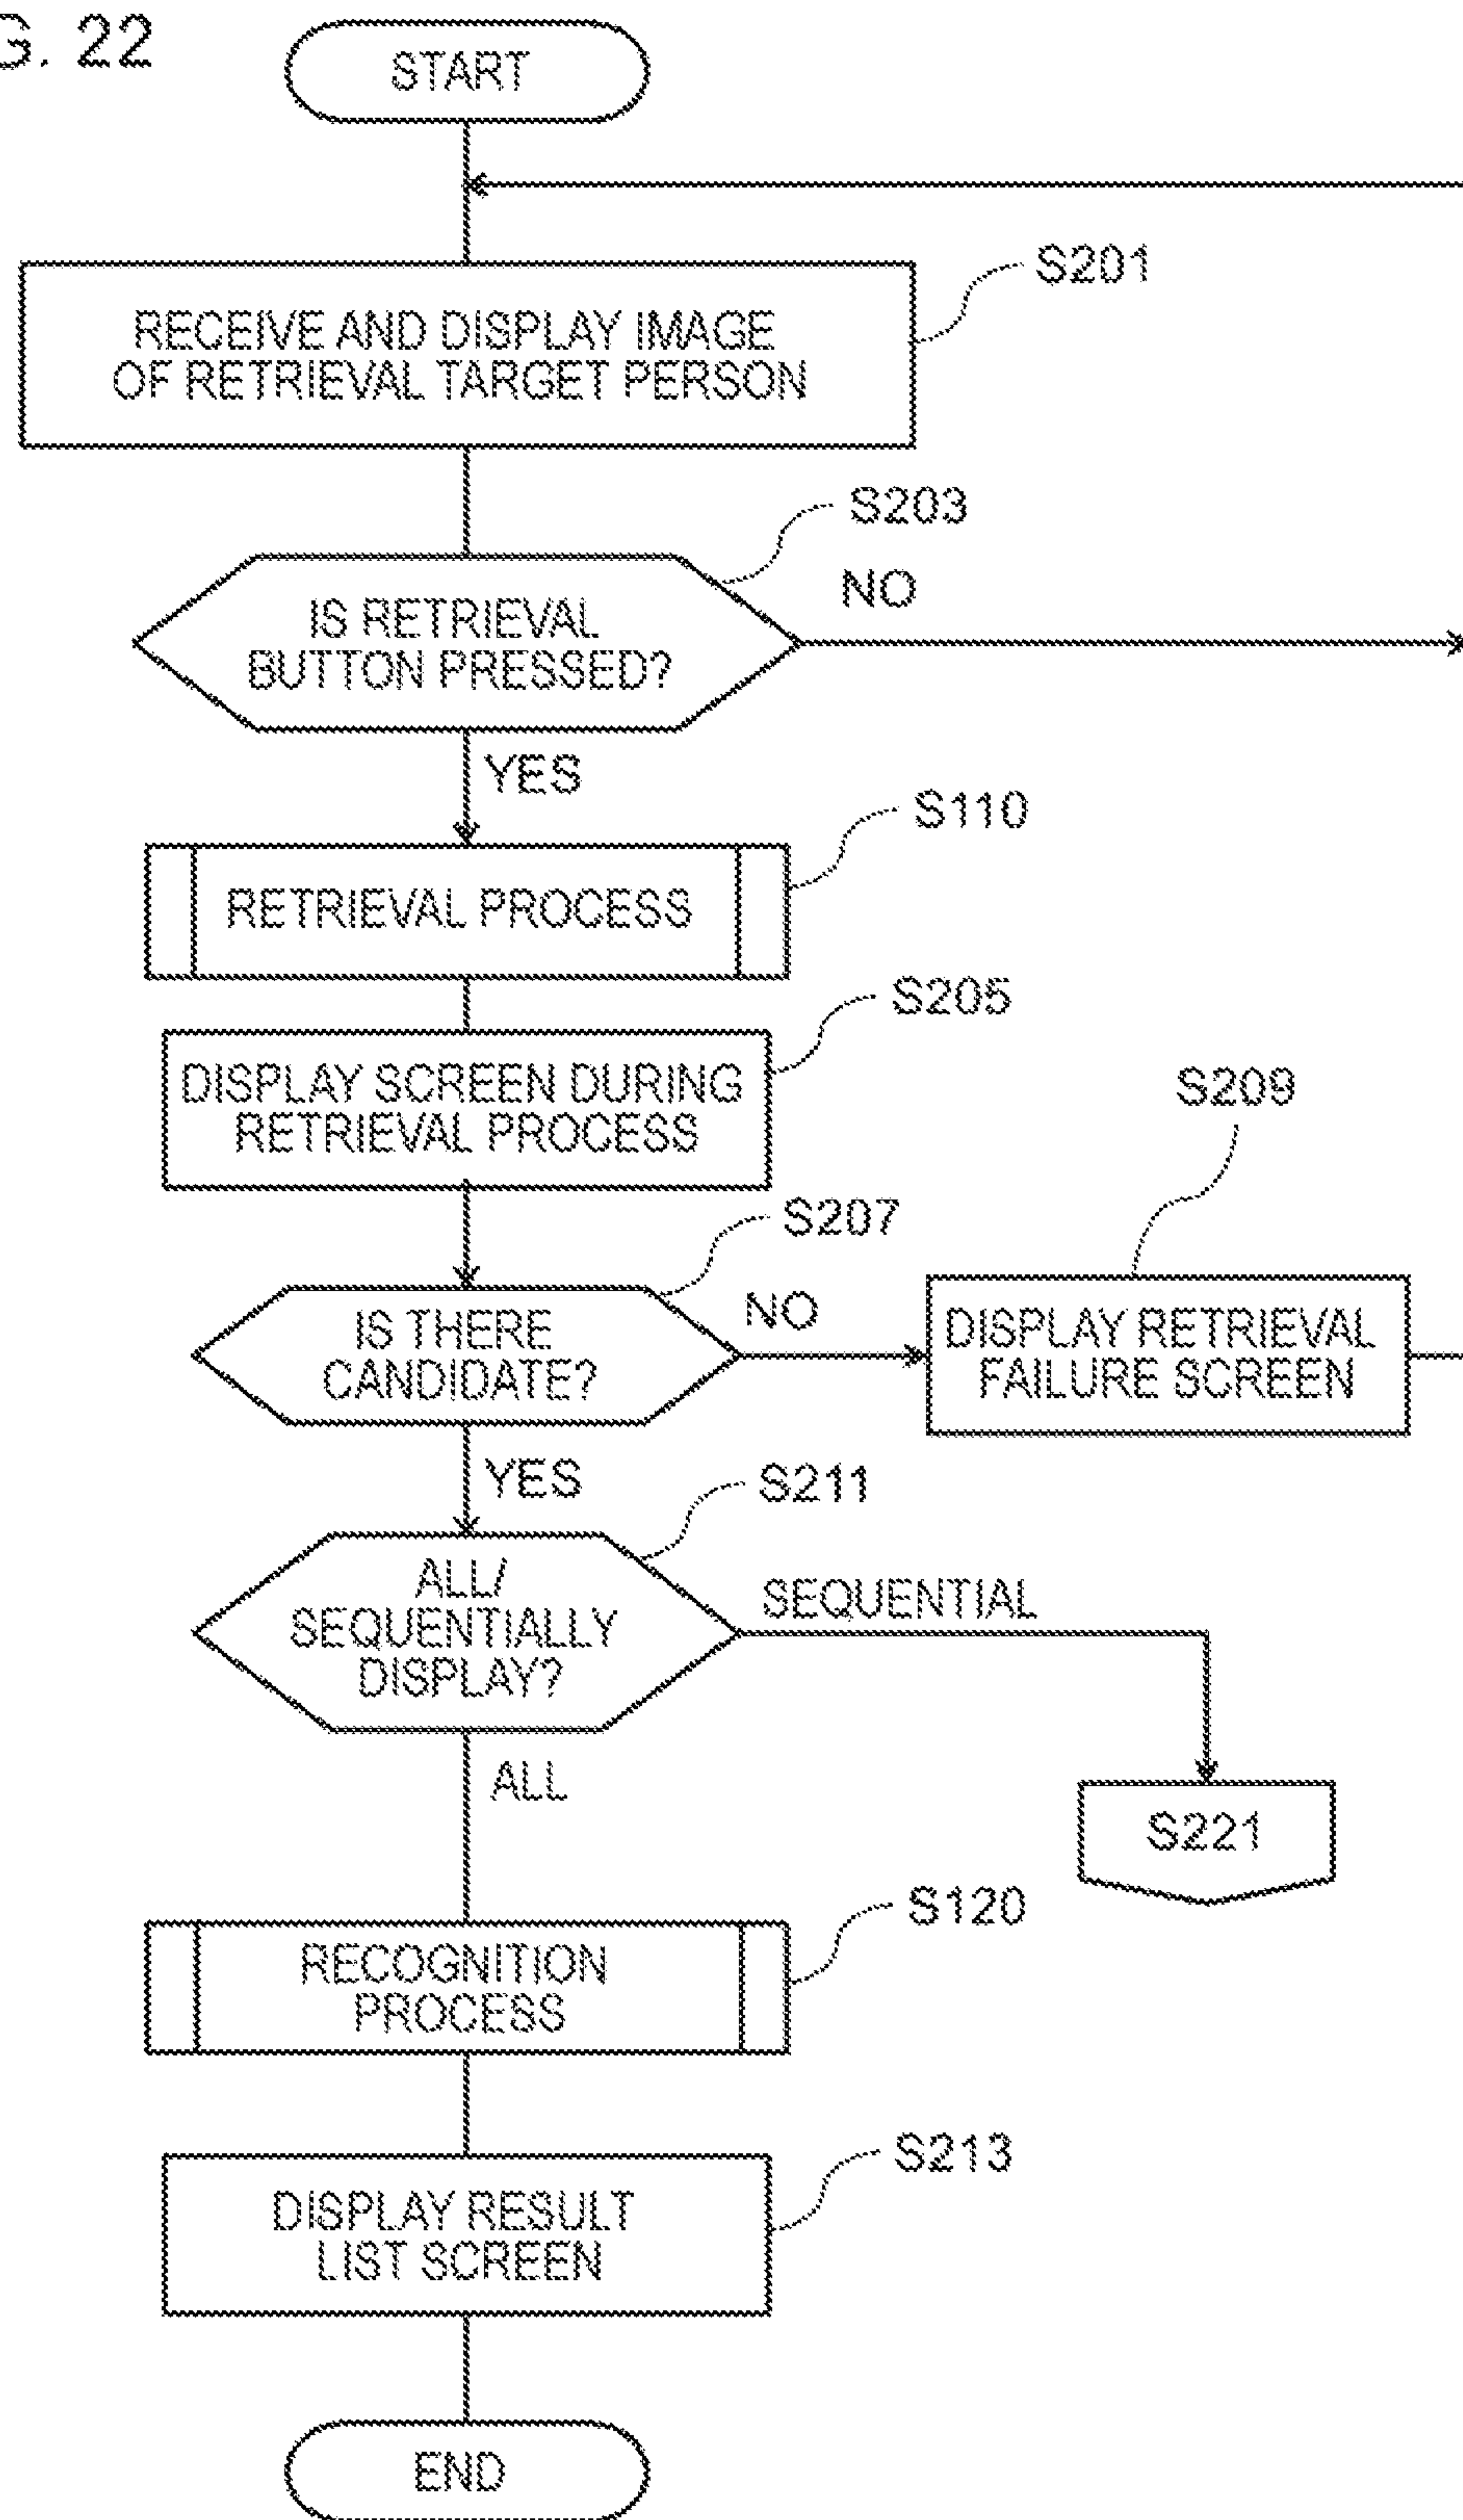 G. 22
START
S201
RECEIVE AND DISPLAY IMAGE
OF RETRIEVAL TARGET PERSON
S203
NO
IS RETRIEVAL
BUTTON PRESSED?
YES
S110
RETRIEVAL PROCESS
S205
DISPLAY SCREEN DURING
RETRIEVAL PROCESS
S209
S207
NO
IS THERE
CANDIDATE?
DISPLAY RETRIEVAL
FAILURE SCREEN
YES
S211
ALL/
SEQUENTIALLY
DISPLAY?
SEQUENTIAL
ALL
S221
S120
RECOGNITION
PROCESS
S213
DISPLAY RESULT
LIST SCREEN
END